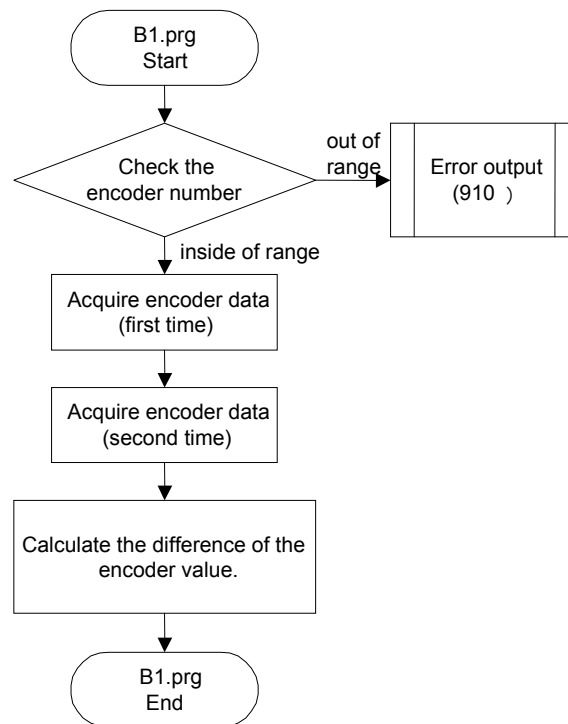 B1.prg
Start
Check the
encoder number
out of
range
Error output
(910 ）
inside of range
Acquire encoder data
(first time)
Acquire encoder data
(second time)
Calculate the difference of the
encoder value.
B1.prg
End